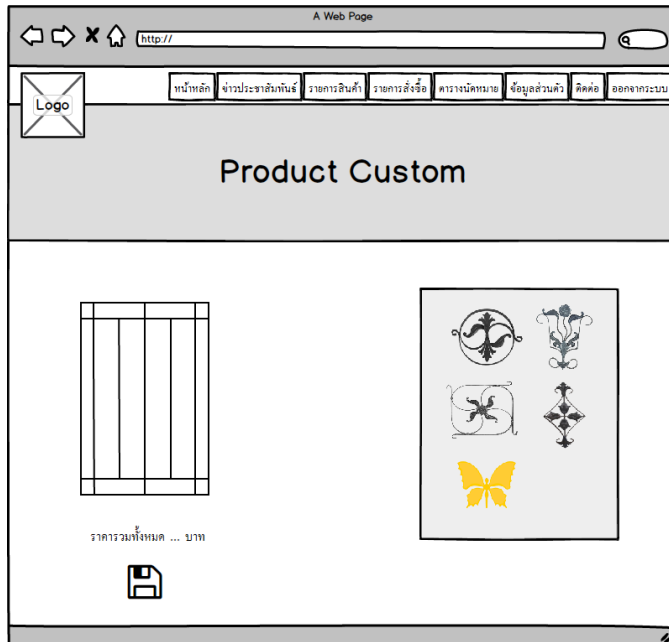 A Web Page
http://
Logo
หน้าหลัก ข่าวประชาสัมพันธ์ รายการสินค้า รายการสั่งซื้อ ตารางนัดหมาย ข้อมูลส่วนตัว ติดต่อ ออกจากระบบ
Product Custom
ราคารวมทั้งหมด ... บาท